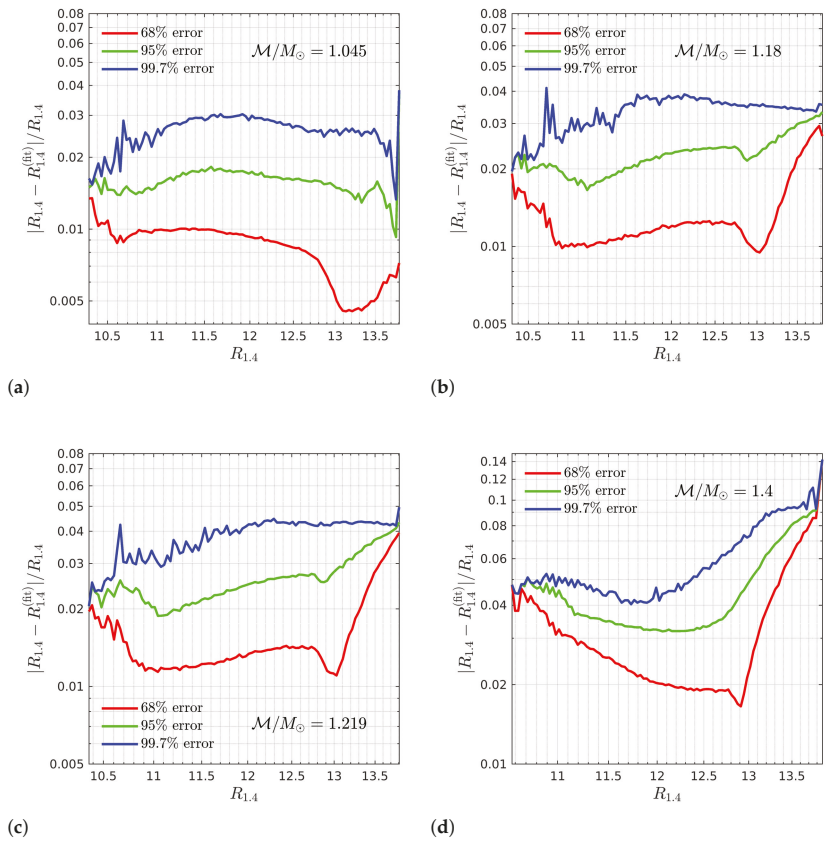 0.08
0.07
0.06
0.05
0.04
0.03
0.02
0.01
0.005
|R₁.₄ − R₁.₄⁽ᶠⁱᵗ⁾|/R₁.₄
68% error
95% error
99.7% error
ℳ/M⊙ = 1.045
10.5 11 11.5 12 12.5 13 13.5
R₁.₄
(a)
0.08
0.07
0.06
0.05
0.04
0.03
0.02
0.01
0.005
|R₁.₄ − R₁.₄⁽ᶠⁱᵗ⁾|/R₁.₄
68% error
95% error
99.7% error
ℳ/M⊙ = 1.18
10.5 11 11.5 12 12.5 13 13.5
R₁.₄
(b)
0.08
0.07
0.06
0.05
0.04
0.03
0.02
0.01
0.005
|R₁.₄ − R₁.₄⁽ᶠⁱᵗ⁾|/R₁.₄
68% error
95% error
99.7% error
ℳ/M⊙ = 1.219
10.5 11 11.5 12 12.5 13 13.5
R₁.₄
(c)
0.14
0.1
0.08
0.06
0.04
0.02
0.01
|R₁.₄ − R₁.₄⁽ᶠⁱᵗ⁾|/R₁.₄
68% error
95% error
99.7% error
ℳ/M⊙ = 1.4
11 12 12.5 13 13.5
R₁.₄
(d)